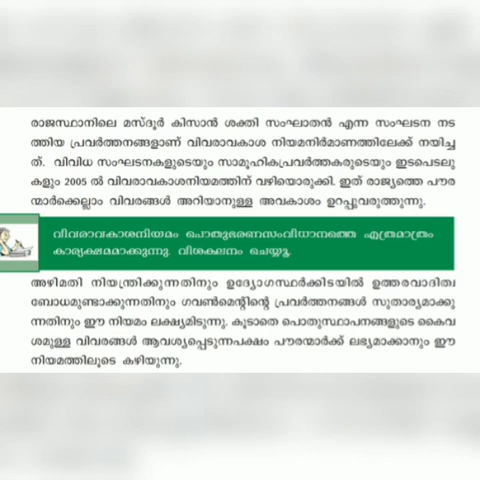 രാജസ്ഥാനിലെ മസ്ദൂർ കിസാൻ ശക്തി സംഘാതൻ എന്ന സംഘടന നട
ത്തിയ പ്രവർത്തനങ്ങളാണ് വിവരാവകാശ നിയമനിർമാണത്തിലേക്ക് നയിച്ച
ത്. വിവിധ സംഘടനകളുടെയും സാമൂഹികപ്രവർത്തകരുടെയും ഇടപെടലു
കളും 2005 ൽ വിവരാവകാശനിയമത്തിന് വഴിയൊരുക്കി. ഇത് രാജ്യത്തെ പൗര
ന്മാർക്കെല്ലാം വിവരങ്ങൾ അറിയാനുള്ള അവകാശം ഉറപ്പുവരുത്തുന്നു.
വിവരാവകാശനിയമം പൊതുഭരണസംവിധാനത്തെ എത്രമാത്രം
കാര്യക്ഷമമാക്കുന്നു. വിശകലനം ചെയ്യൂ.
അഴിമതി നിയന്ത്രിക്കുന്നതിനും ഉദ്യോഗസ്ഥർക്കിടയിൽ ഉത്തരവാദിത്വ
ബോധമുണ്ടാക്കുന്നതിനും ഗവൺമെന്റിന്റെ പ്രവർത്തനങ്ങൾ സുതാര്യമാക്കു
ന്നതിനും ഈ നിയമം ലക്ഷ്യമിടുന്നു. കൂടാതെ പൊതുസ്ഥാപനങ്ങളുടെ കൈവ
ശമുള്ള വിവരങ്ങൾ ആവശ്യപ്പെടുന്നപക്ഷം പൗരന്മാർക്ക് ലഭ്യമാക്കാനും ഈ
നിയമത്തിലൂടെ കഴിയുന്നു.